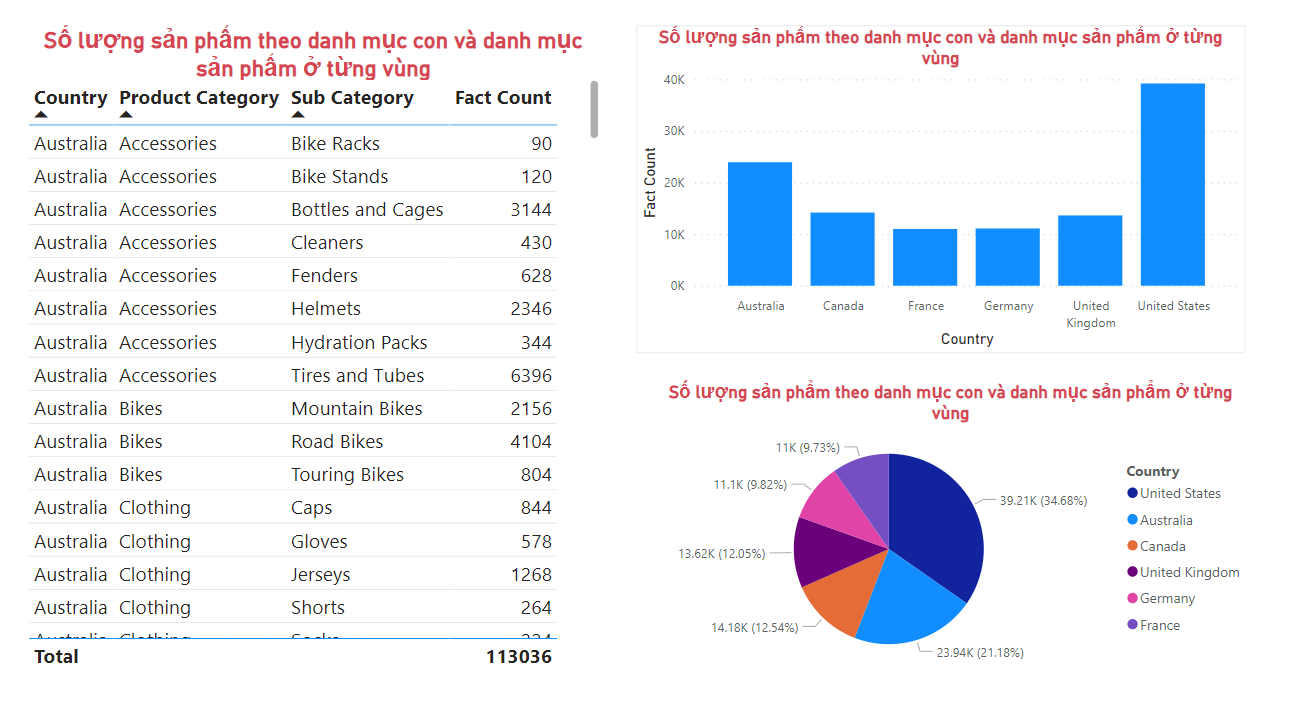 Số lượng sản phẩm theo danh mục con và danh mục
sản phẩm ở từng vùng
Country Product Category Sub Category Fact Count
Australia Accessories Bike Racks 90
Australia Accessories Bike Stands 120
Australia Accessories Bottles and Cages 3144
Australia Accessories Cleaners 430
Australia Accessories Fenders 628
Australia Accessories Helmets 2346
Australia Accessories Hydration Packs 344
Australia Accessories Tires and Tubes 6396
Australia Bikes Mountain Bikes 2156
Australia Bikes Road Bikes 4104
Australia Bikes Touring Bikes 804
Australia Clothing Caps 844
Australia Clothing Gloves 578
Australia Clothing Jerseys 1268
Australia Clothing Shorts 264
Australia Clothing
Total 113036
Số lượng sản phẩm theo danh mục con và danh mục sản phẩm ở từng
vùng
40K
30K
20K
10K
0K
Fact Count
Australia Canada France Germany United United States
Kingdom
Country
Số lượng sản phẩm theo danh mục con và danh mục sản phẩm ở từng
vùng
11K (9.73%)
11.1K (9.82%)
13.62K (12.05%)
14.18K (12.54%)
39.21K (34.68%)
23.94K (21.18%)
Country
United States
Australia
Canada
United Kingdom
Germany
France